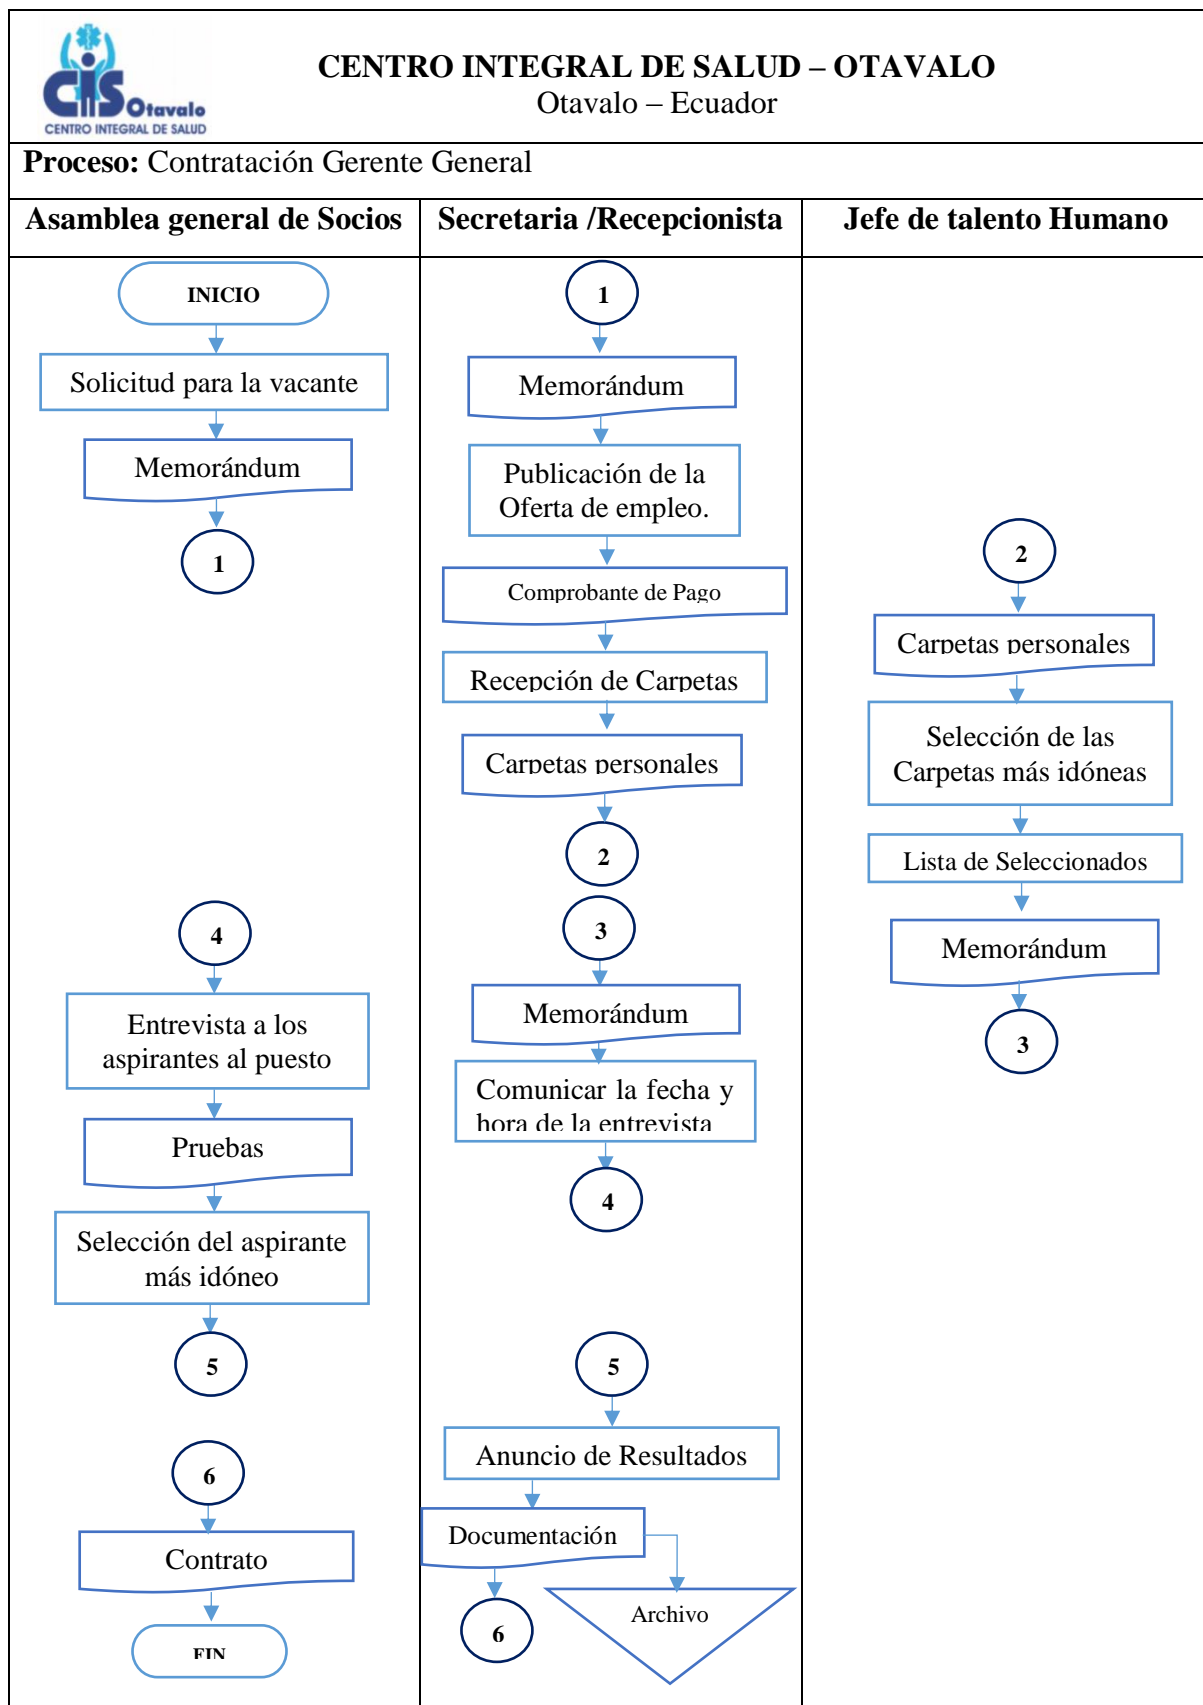 CIS Otavalo
CENTRO INTEGRAL DE SALUD
CENTRO INTEGRAL DE SALUD – OTAVALO
Otavalo – Ecuador
Proceso: Contratación Gerente General
Asamblea general de Socios
Secretaria /Recepcionista
Jefe de talento Humano
INICIO
Solicitud para la vacante
Memorándum
1
4
Entrevista a los
aspirantes al puesto
Pruebas
Selección del aspirante
más idóneo
5
6
Contrato
FIN
1
Memorándum
Publicación de la
Oferta de empleo.
Comprobante de Pago
Recepción de Carpetas
Carpetas personales
2
3
Memorándum
Comunicar la fecha y
hora de la entrevista
4
5
Anuncio de Resultados
Documentación
6
Archivo
2
Carpetas personales
Selección de las
Carpetas más idóneas
Lista de Seleccionados
Memorándum
3